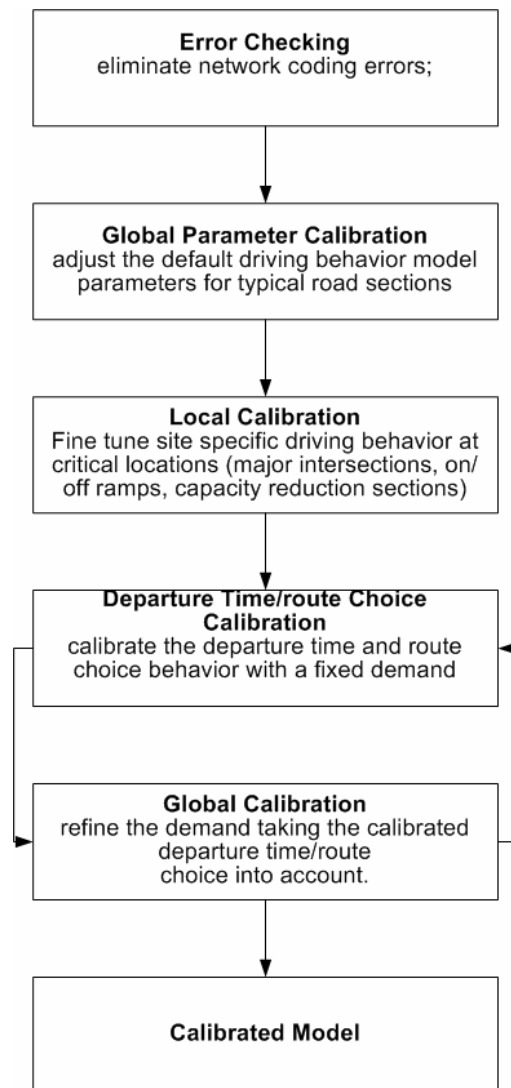 Error Checking
eliminate network coding errors;
Global Parameter Calibration
adjust the default driving behavior model
parameters for typical road sections
Local Calibration
Fine tune site specific driving behavior at
critical locations (major intersections, on/
off ramps, capacity reduction sections)
Departure Time/route Choice
Calibration
calibrate the departure time and route
choice behavior with a fixed demand
Global Calibration
refine the demand taking the calibrated
departure time/route
choice into account.
Calibrated Model